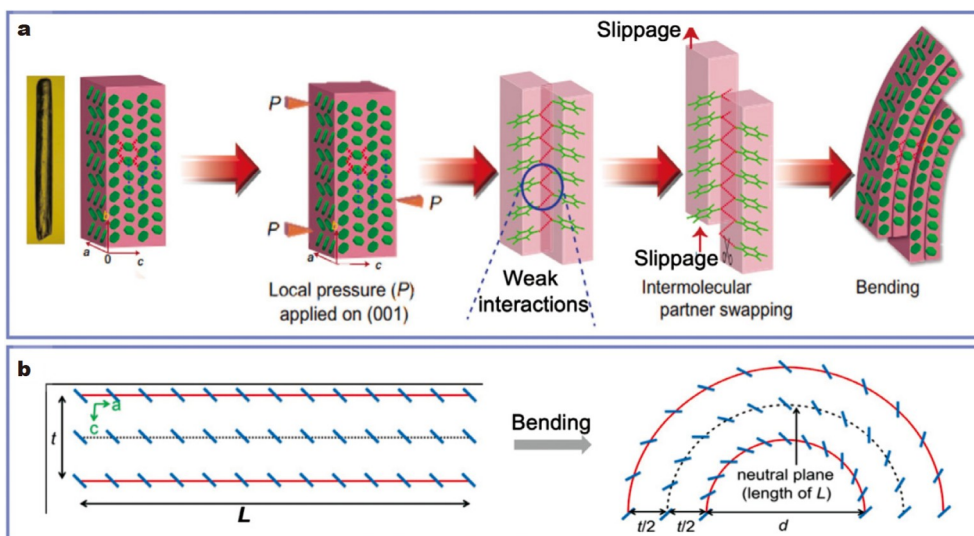 a
Slippage
P
P
P
b
a
0
c
a
c
Local pressure (P)
applied on (001)
Weak
interactions
Slippage
Intermolecular
partner swapping
Bending
b
t
a
c
L
Bending
neutral plane
(length of L)
t/2
t/2
d